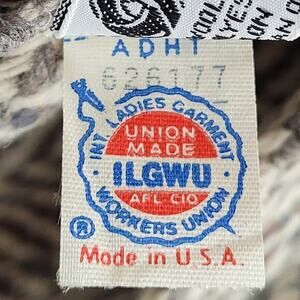 ADHT
626177
INT. LADIES GARMENT
UNION
MADE
ILGWU
AFL-CIO
WORKERS UNION
®
Made in U.S.A.